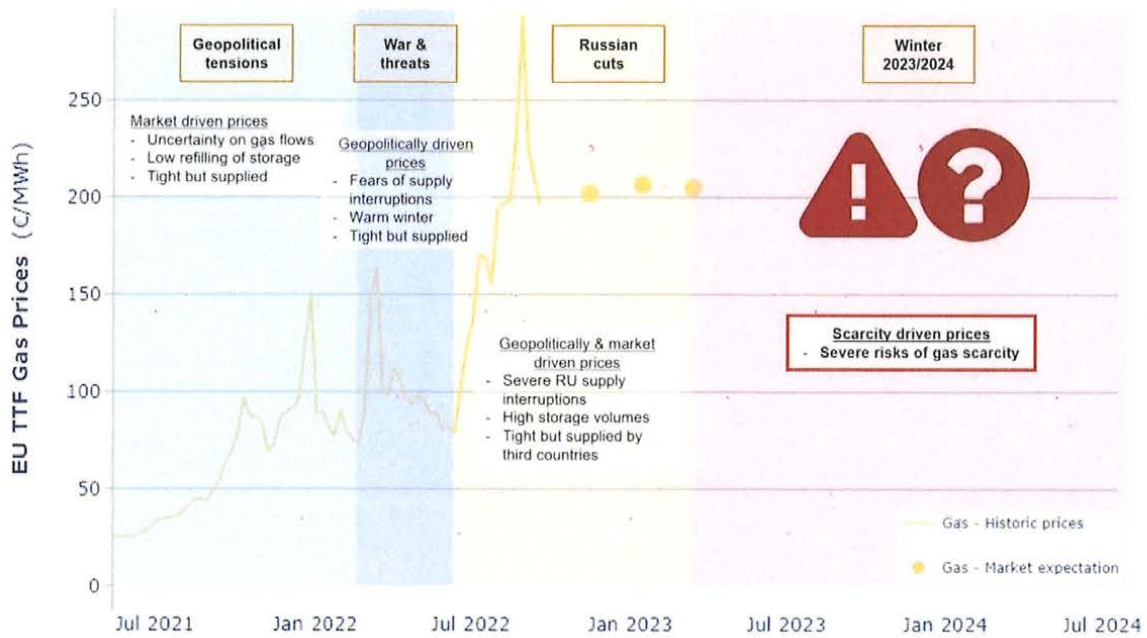 Geopolitical
tensions
War &
threats
Russian
cuts
Winter
2023/2024
EU TTF Gas Prices (C/MWh)
250
200
150
100
50
0
Market driven prices
- Uncertainty on gas flows
- Low refilling of storage
- Tight but supplied
Geopolitically driven
prices
- Fears of supply
interruptions
- Warm winter
- Tight but supplied
Geopolitically & market
driven prices
- Severe RU supply
interruptions
- High storage volumes
- Tight but supplied by
third countries
! ?
Scarcity driven prices
- Severe risks of gas scarcity
Gas - Historic prices
Gas - Market expectation
Jul 2021 Jan 2022 Jul 2022 Jan 2023 Jul 2023 Jan 2024 Jul 2024